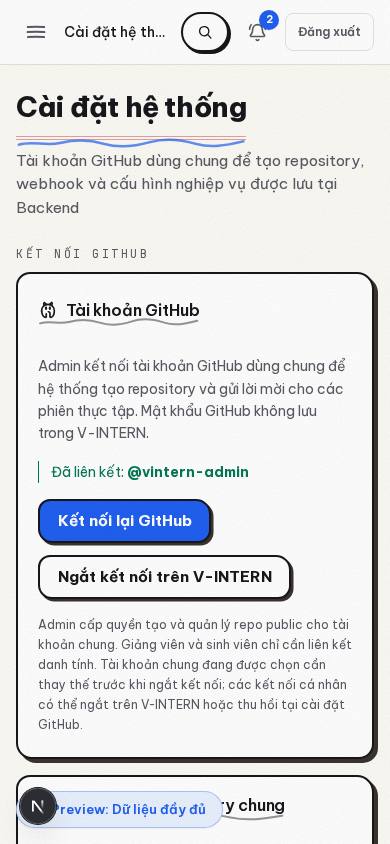 Cài đặt hệ th...
2
Đăng xuất
Cài đặt hệ thống
Tài khoản GitHub dùng chung để tạo repository,
webhook và cấu hình nghiệp vụ được lưu tại
Backend
KẾT NỐI GITHUB
Tài khoản GitHub
Admin kết nối tài khoản GitHub dùng chung để
hệ thống tạo repository và gửi lời mời cho các
phiên thực tập. Mật khẩu GitHub không lưu
trong V-INTERN.
Đã liên kết: @vintern-admin
Kết nối lại GitHub
Ngắt kết nối trên V-INTERN
Admin cấp quyền tạo và quản lý repo public cho tài
khoản chung. Giảng viên và sinh viên chỉ cần liên kết
danh tính. Tài khoản chung đang được chọn cần
thay thế trước khi ngắt kết nối; các kết nối cá nhân
có thể ngắt trên V-INTERN hoặc thu hồi tại cài đặt
GitHub.
N
Preview: Dữ liệu đầy đủ
ry chung